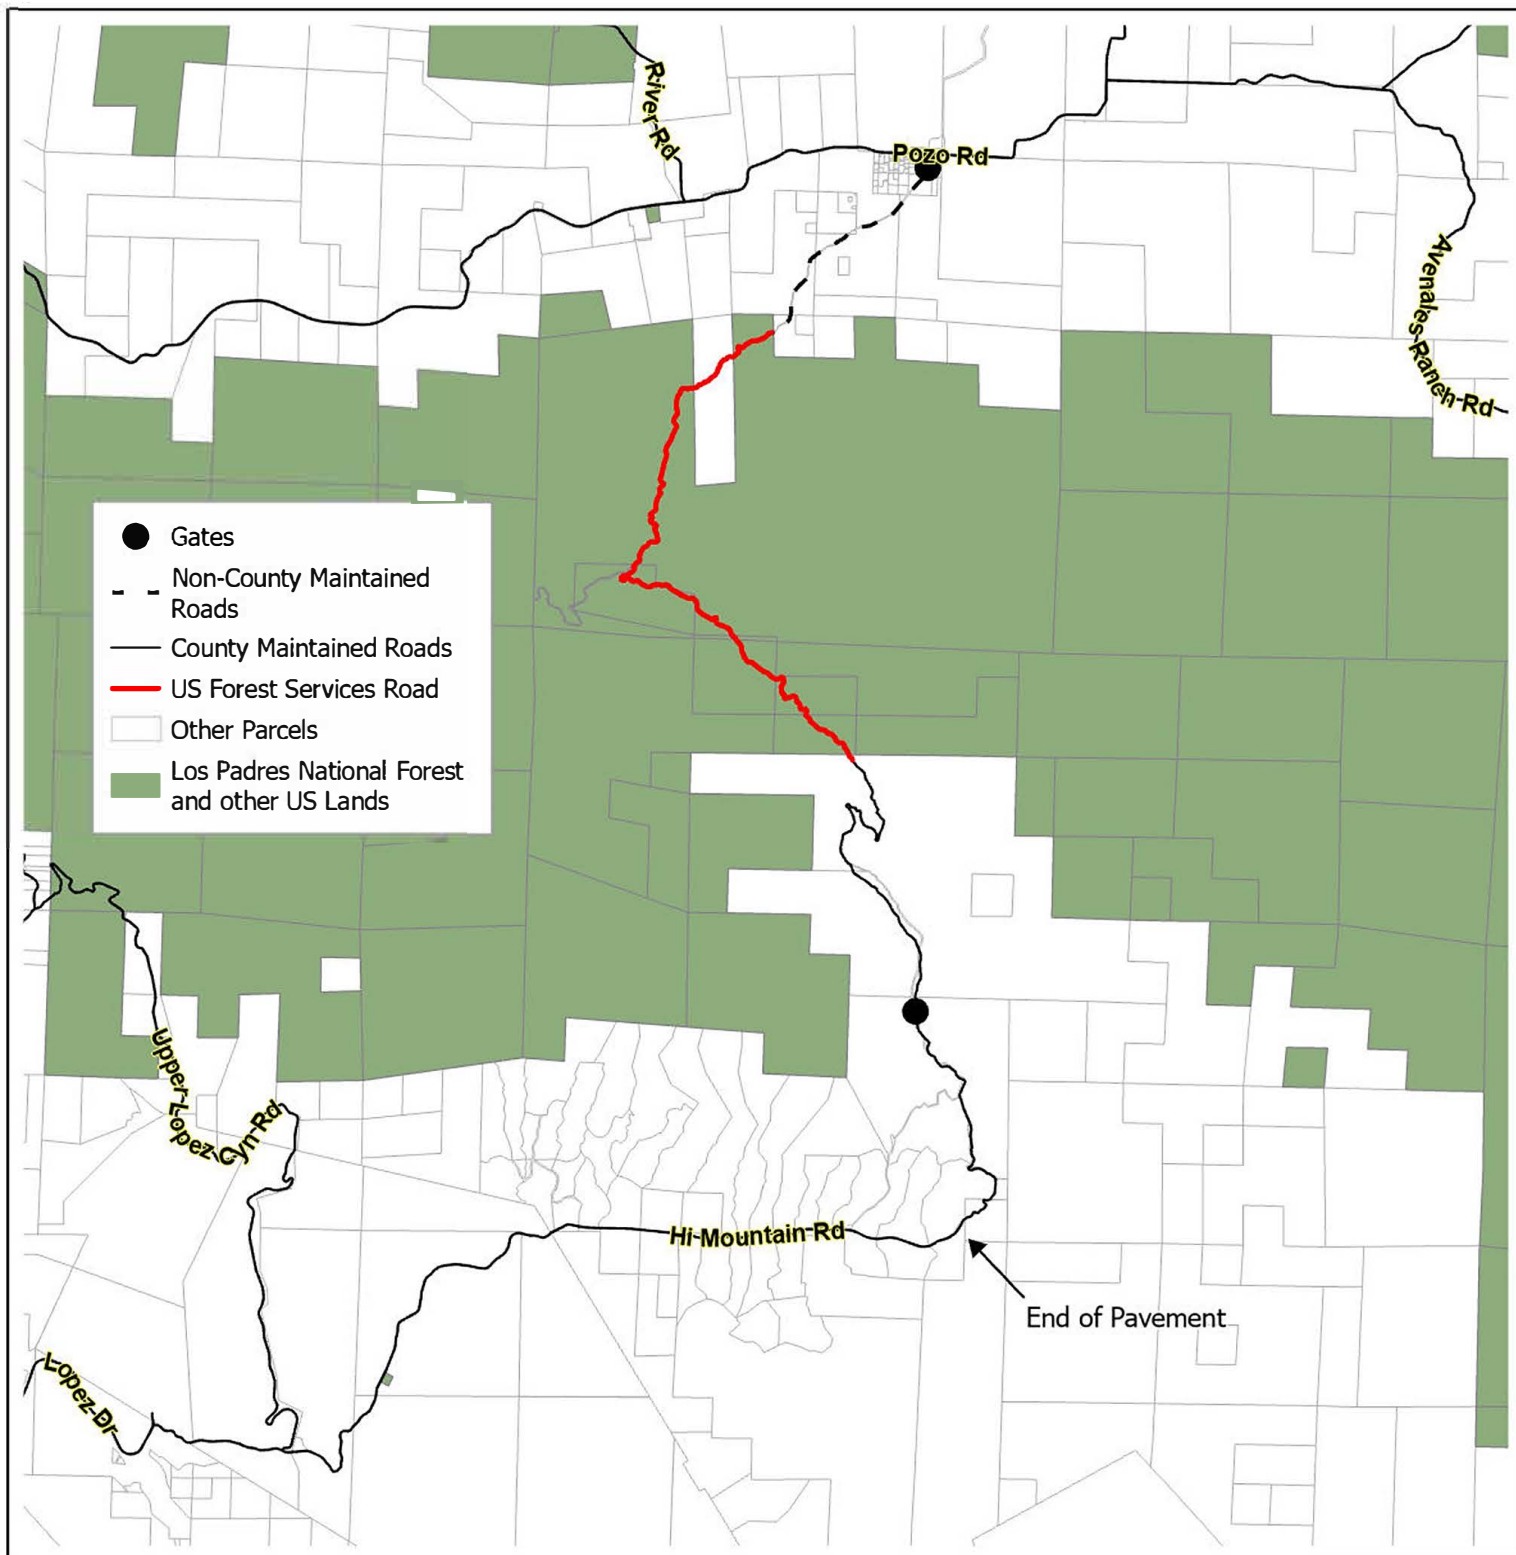 River Rd
Pozo Rd
Avenales Ranch Rd
Gates
Non-County Maintained
Roads
County Maintained Roads
US Forest Services Road
Other Parcels
Los Padres National Forest
and other US Lands
Upper Lopez Cyn Rd
Hi Mountain Rd
End of Pavement
Lopez Dr